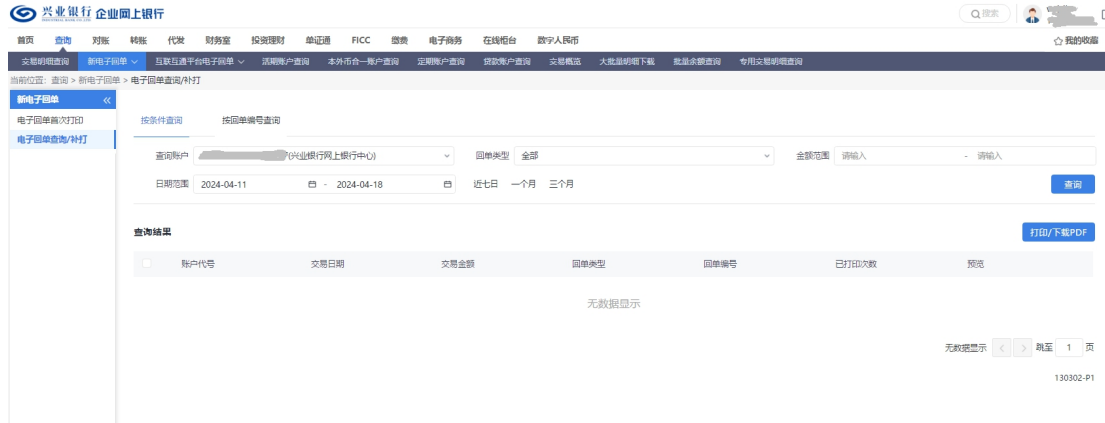 兴业银行 企业网上银行 搜索
首页 查询 对账 转账 代发 财务室 投资理财 单证通 FICC 缴费 电子商务 在线柜台 数字人民币 我的收藏
交易明细查询 新电子回单 互联互通平台电子回单 活期账户查询 本外币合一账户查询 定期账户查询 贷款账户查询 交易概览 大批量明细下载 批量余额查询 专用交易明细查询
当前位置: 查询 > 新电子回单 > 电子回单查询/补打
新电子回单 «
电子回单首次打印
电子回单查询/补打
按条件查询 按回单编号查询
查询账户 (兴业银行网上银行中心) 回单类型 全部 金额范围 请输入 - 请输入
日期范围 2024-04-11 - 2024-04-18 近七日 一个月 三个月 查询
查询结果 打印/下载PDF
账户代号 交易日期 交易金额 回单类型 回单编号 已打印次数 预览
无数据显示
无数据显示 < > 跳至 1 页
130302-P1